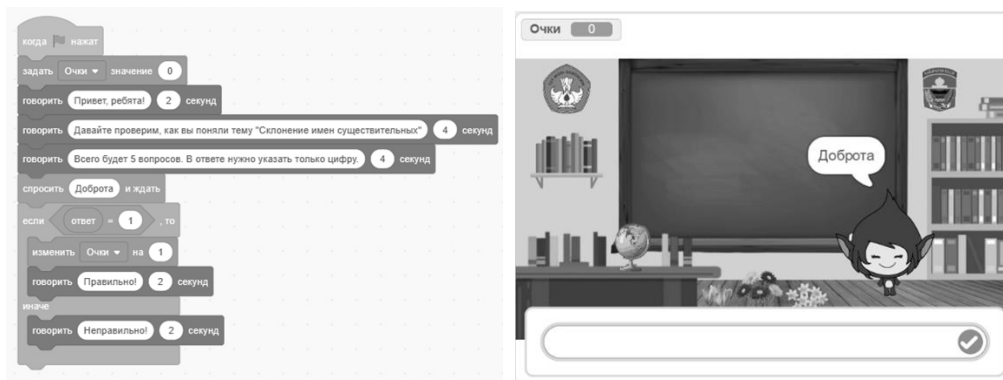 когда нажат
задать Очки значение 0
говорить Привет, ребята! 2 секунд
говорить Давайте проверим, как вы поняли тему "Склонение имен существительных" 4 секунд
говорить Всего будет 5 вопросов. В ответе нужно указать только цифру. 4 секунд
спросить Доброта и ждать
если ответ = 1 , то
изменить Очки на 1
говорить Правильно! 2 секунд
иначе
говорить Неправильно! 2 секунд
Очки 0
Доброта